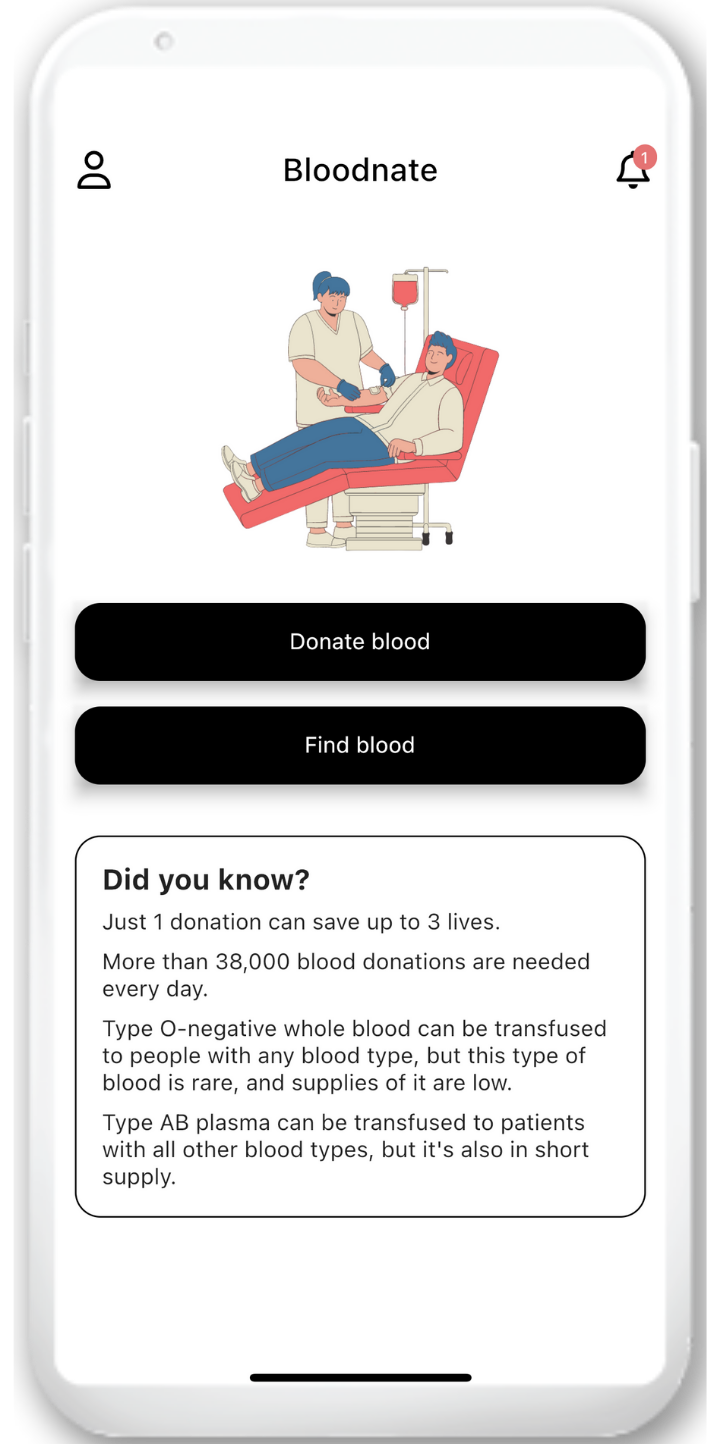 Bloodnate
1
Donate blood
Find blood
Did you know?
Just 1 donation can save up to 3 lives.
More than 38,000 blood donations are needed
every day.
Type O-negative whole blood can be transfused
to people with any blood type, but this type of
blood is rare, and supplies of it are low.
Type AB plasma can be transfused to patients
with all other blood types, but it's also in short
supply.